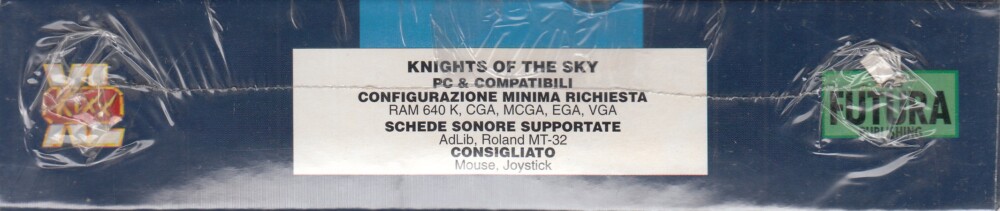 KNIGHTS OF THE SKY
PC & COMPATIBILI
CONFIGURAZIONE MINIMA RICHIESTA
RAM 640 K, CGA, MCGA, EGA, VGA
SCHEDE SONORE SUPPORTATE
AdLib, Roland MT-32
CONSIGLIATO
Mouse, Joystick
FUTURA
PUBLISHING